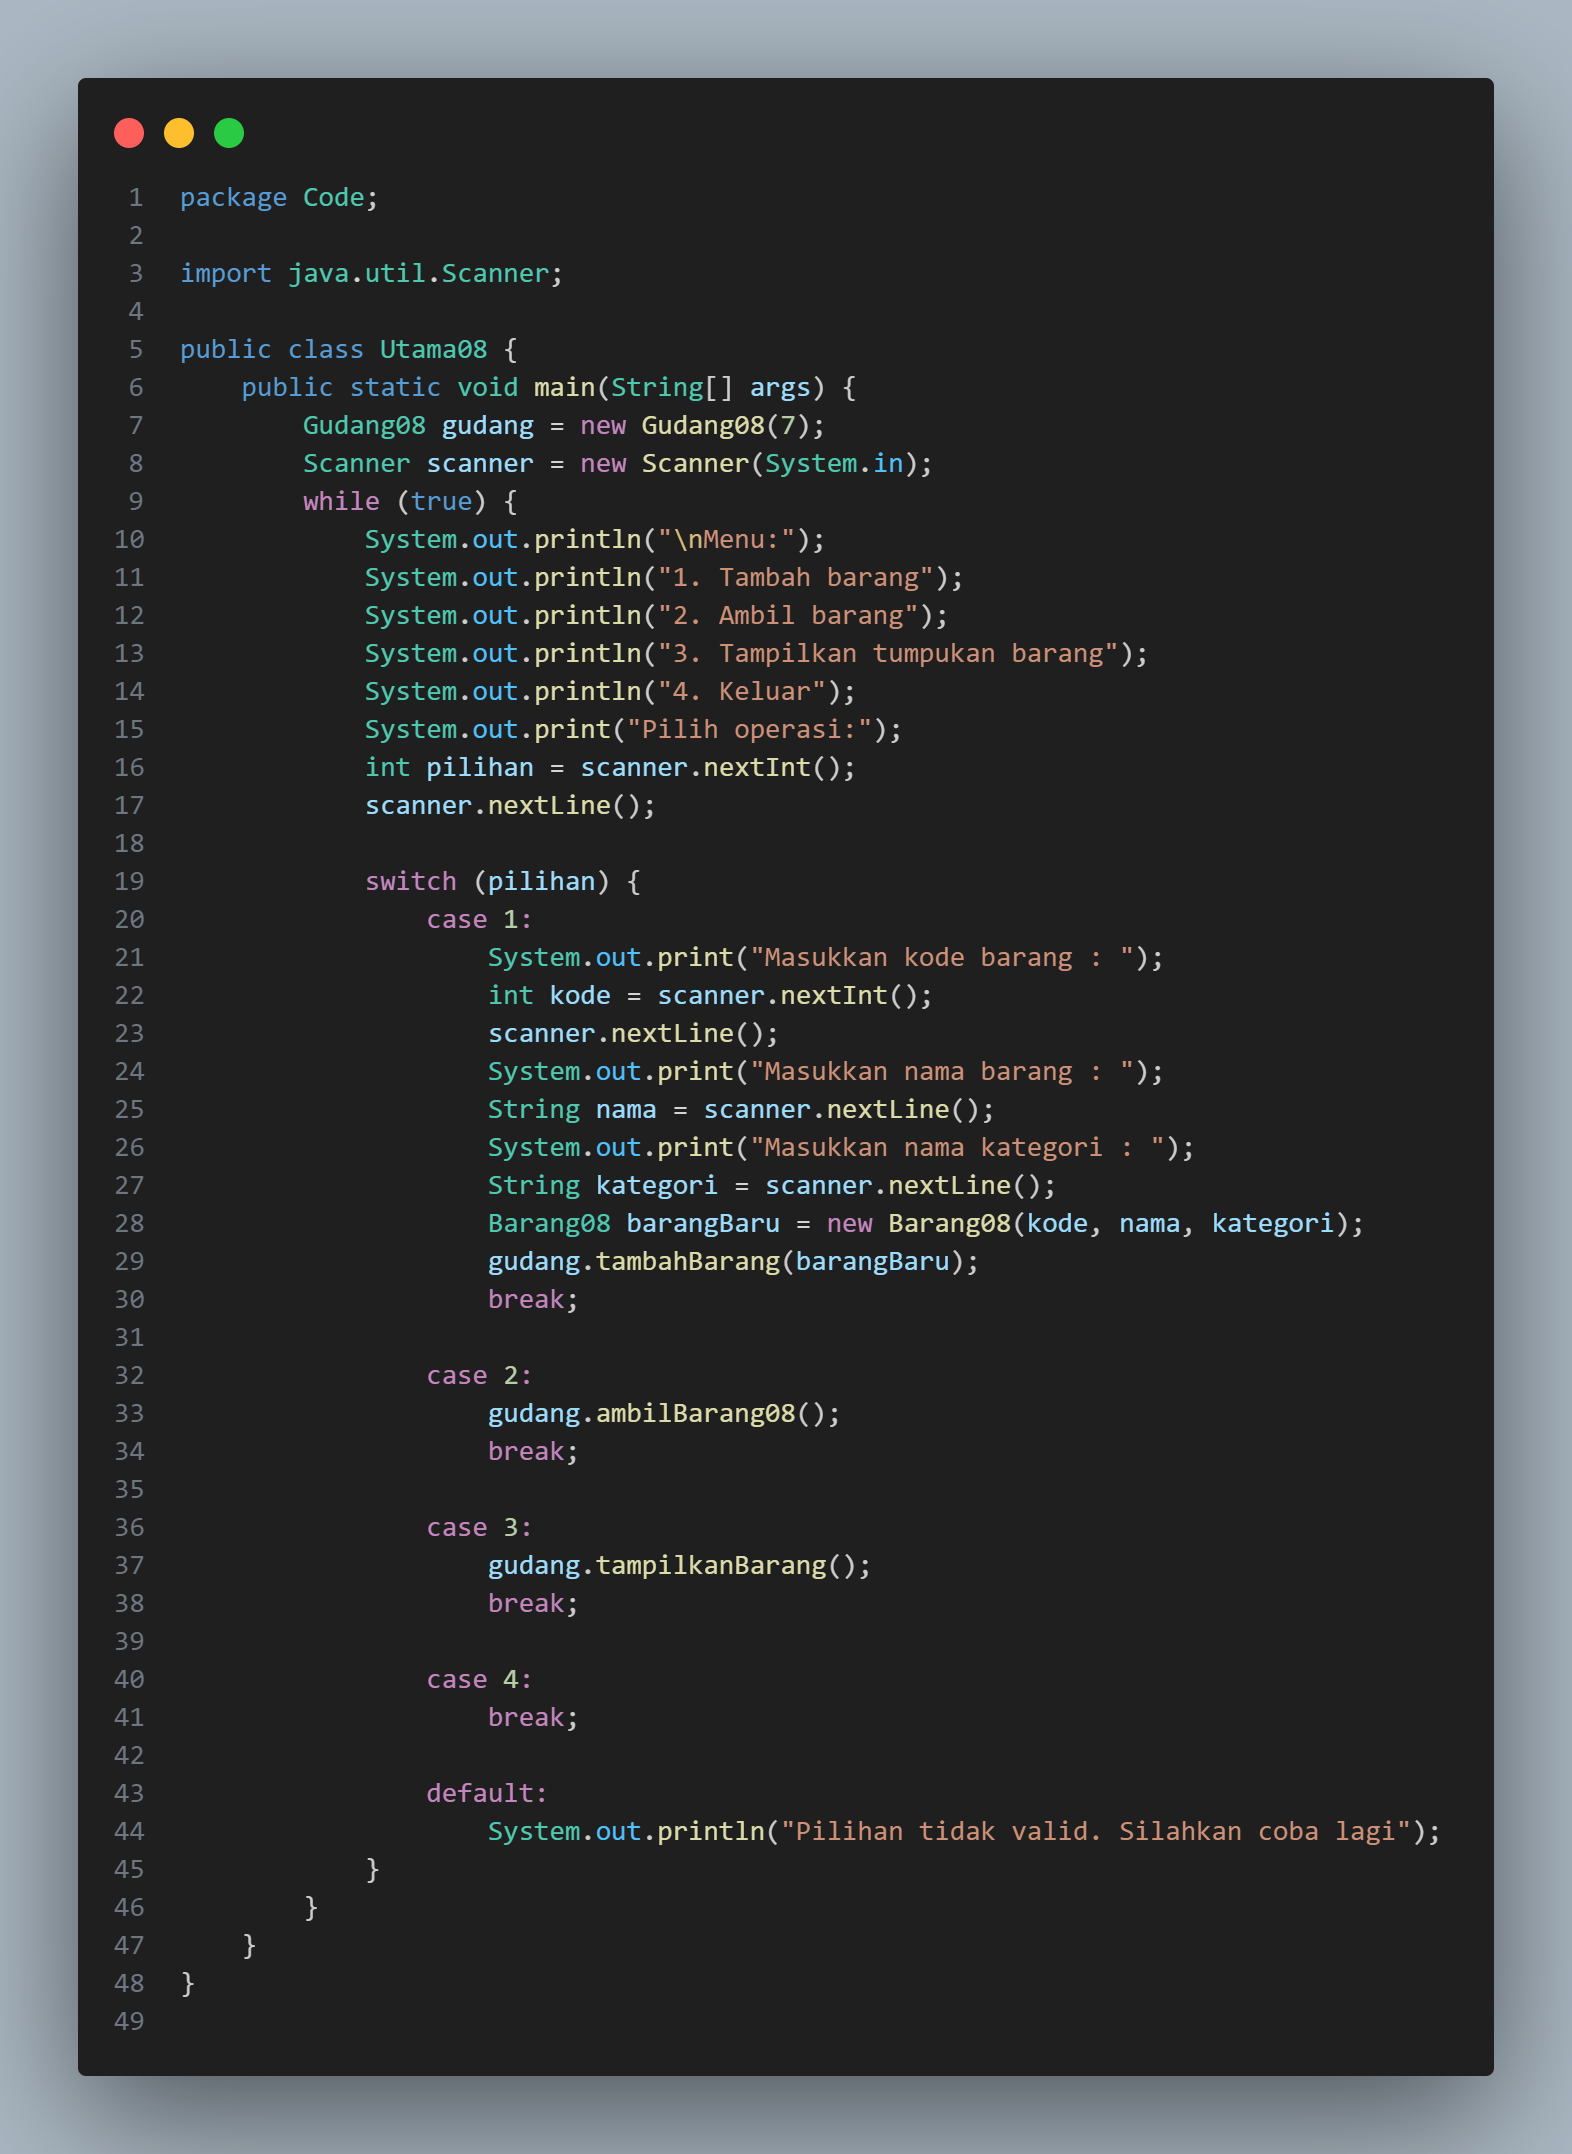 1 package Code;
2
3 import java.util.Scanner;
4
5 public class Utama08 {
6     public static void main(String[] args) {
7         Gudang08 gudang = new Gudang08(7);
8         Scanner scanner = new Scanner(System.in);
9         while (true) {
10             System.out.println("\nMenu:");
11             System.out.println("1. Tambah barang");
12             System.out.println("2. Ambil barang");
13             System.out.println("3. Tampilkan tumpukan barang");
14             System.out.println("4. Keluar");
15             System.out.print("Pilih operasi:");
16             int pilihan = scanner.nextInt();
17             scanner.nextLine();
18
19             switch (pilihan) {
20                 case 1:
21                     System.out.print("Masukkan kode barang : ");
22                     int kode = scanner.nextInt();
23                     scanner.nextLine();
24                     System.out.print("Masukkan nama barang : ");
25                     String nama = scanner.nextLine();
26                     System.out.print("Masukkan nama kategori : ");
27                     String kategori = scanner.nextLine();
28                     Barang08 barangBaru = new Barang08(kode, nama, kategori);
29                     gudang.tambahBarang(barangBaru);
30                     break;
31
32                 case 2:
33                     gudang.ambilBarang08();
34                     break;
35
36                 case 3:
37                     gudang.tampilkanBarang();
38                     break;
39
40                 case 4:
41                     break;
42
43                 default:
44                     System.out.println("Pilihan tidak valid. Silahkan coba lagi");
45             }
46         }
47     }
48 }
49